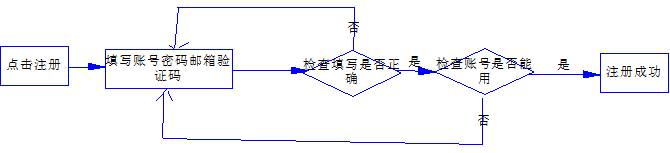 否
点击注册
填写账号密码邮箱验
证码
检查填写是否正
确
是
检查账号是否能
用
是
注册成功
否